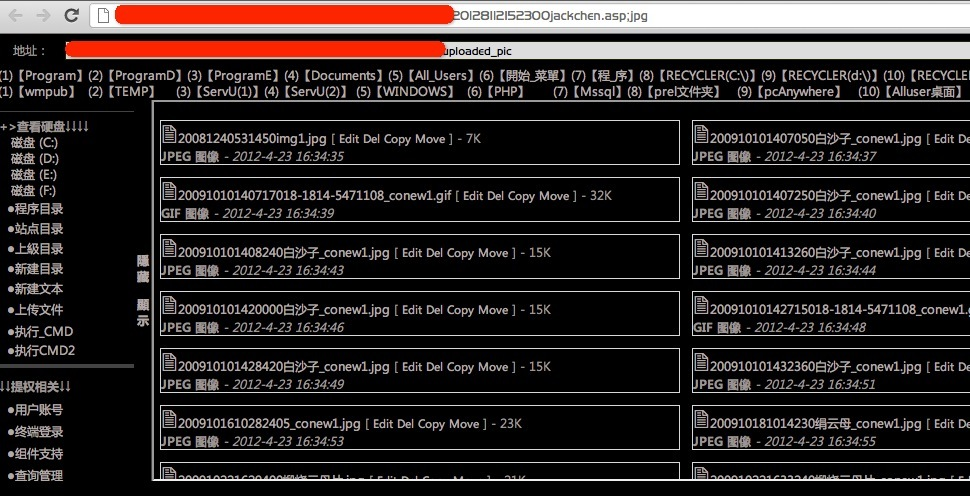 20128112152300jackchen.asp;jpg
地址：
uploaded_pic
(1)【Program】(2)【ProgramD】(3)【ProgramE】(4)【Documents】(5)【All_Users】(6)【開始_菜單】(7)【程_序】(8)【RECYCLER(C:\)】(9)【RECYCLER(d:\)】(10)【RECYCLE
(1)【wmpub】 (2)【TEMP】 (3)【ServU(1)】(4)【ServU(2)】 (5)【WINDOWS】 (6)【PHP】 (7)【Mssql】(8)【prel文件夹】 (9)【pcAnywhere】 (10)【Alluser桌面】
+>查看硬盘↓↓↓↓
磁盘 (C:)
磁盘 (D:)
磁盘 (E:)
磁盘 (F:)
●程序目录
●站点目录
●上級目录
●新建目录
●新建文本
●上传文件
●执行_CMD
●执行CMD2
↓↓提权相关↓↓
●用户账号
●终端登录
●组件支持
●查询管理
隱藏
顯示
20081240531450img1.jpg [ Edit Del Copy Move ] - 7K
JPEG 图像 - 2012-4-23 16:34:35
200910101407050白沙子_conew1.jpg [ Edit De
JPEG 图像 - 2012-4-23 16:34:37
20091010140717018-1814-5471108_conew1.gif [ Edit Del Copy Move ] - 32K
GIF 图像 - 2012-4-23 16:34:39
200910101407250白沙子_conew1.jpg [ Edit De
JPEG 图像 - 2012-4-23 16:34:40
200910101408240白沙子_conew1.jpg [ Edit Del Copy Move ] - 15K
JPEG 图像 - 2012-4-23 16:34:43
200910101413260白沙子_conew1.jpg [ Edit De
JPEG 图像 - 2012-4-23 16:34:44
200910101420000白沙子_conew1.jpg [ Edit Del Copy Move ] - 15K
JPEG 图像 - 2012-4-23 16:34:46
20091010142715018-1814-5471108_conew1.g
GIF 图像 - 2012-4-23 16:34:48
200910101428420白沙子_conew1.jpg [ Edit Del Copy Move ] - 15K
JPEG 图像 - 2012-4-23 16:34:49
200910101432360白沙子_conew1.jpg [ Edit De
JPEG 图像 - 2012-4-23 16:34:51
200910161028​2405_conew1.jpg [ Edit Del Copy Move ] - 23K
JPEG 图像 - 2012-4-23 16:34:53
200910181014230绢云母_conew1.jpg [ Edit De
JPEG 图像 - 2012-4-23 16:34:55